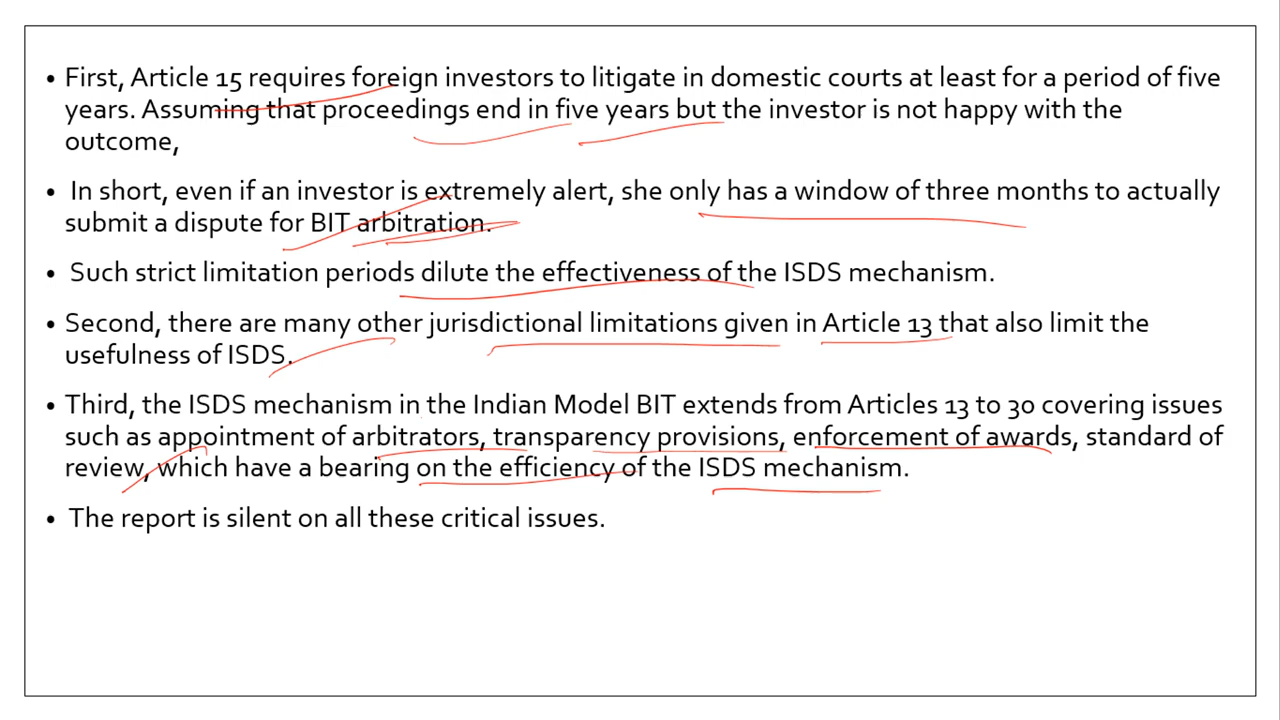 • First, Article 15 requires foreign investors to litigate in domestic courts at least for a period of five
years. Assuming that proceedings end in five years but the investor is not happy with the
outcome,
• In short, even if an investor is extremely alert, she only has a window of three months to actually
submit a dispute for BIT arbitration.
• Such strict limitation periods dilute the effectiveness of the ISDS mechanism.
• Second, there are many other jurisdictional limitations given in Article 13 that also limit the
usefulness of ISDS.
• Third, the ISDS mechanism in the Indian Model BIT extends from Articles 13 to 30 covering issues
such as appointment of arbitrators, transparency provisions, enforcement of awards, standard of
review, which have a bearing on the efficiency of the ISDS mechanism.
• The report is silent on all these critical issues.